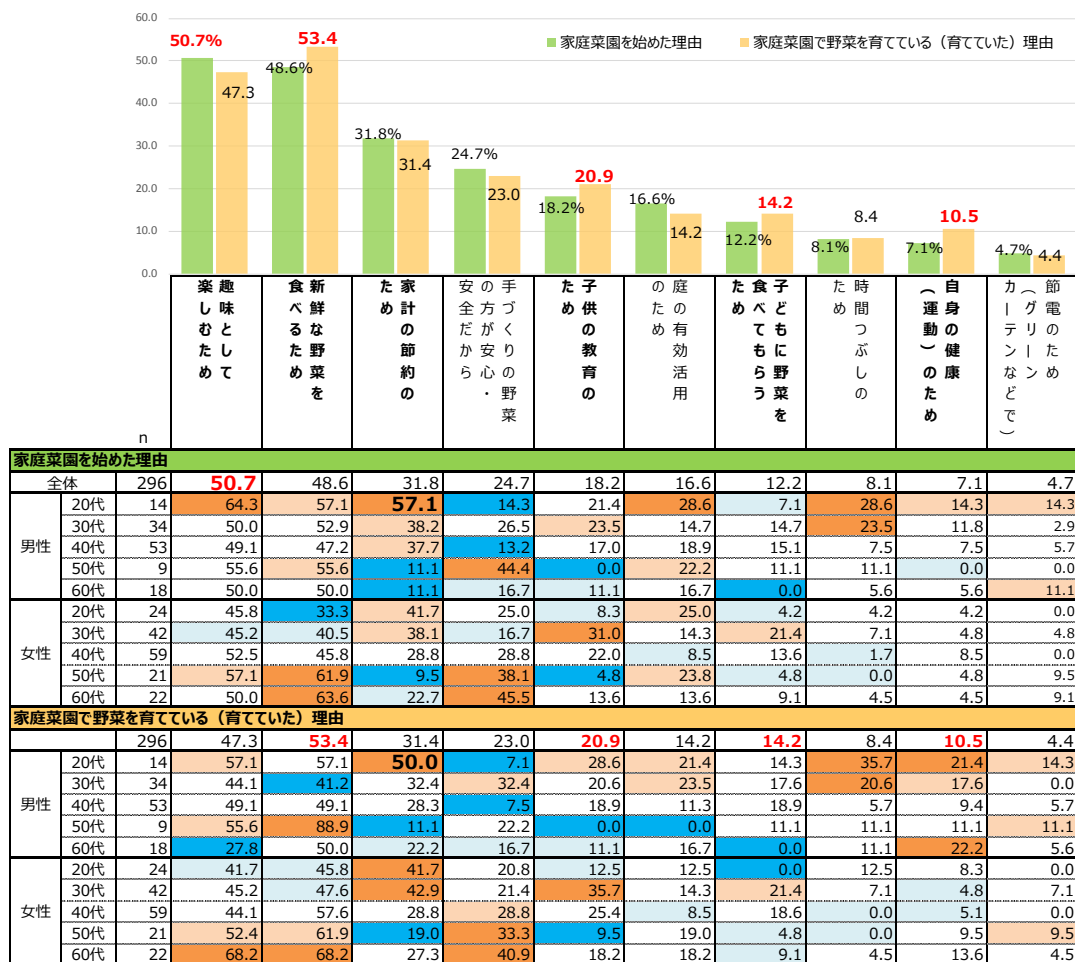 60.0
50.0
40.0
30.0
20.0
10.0
0.0
家庭菜園を始めた理由 家庭菜園で野菜を育てている（育てていた）理由
50.7% 47.3
48.6% 53.4
31.8% 31.4
24.7% 23.0
18.2% 20.9
16.6% 14.2
12.2% 14.2
8.1% 8.4
7.1% 10.5
4.7% 4.4
趣味として
楽しむため
新鮮な野菜を
食べるため
家計の節約の
ため
手づくりの野菜
の方が安心・
安全だから
子供の教育の
ため
庭の有効活用
のため
子どもに野菜を
食べてもらう
ため
時間つぶしの
ため
自身の健康
（運動）のため
節電のため
（グリーン
カーテンなどで）
n
家庭菜園を始めた理由
全体 296 50.7 48.6 31.8 24.7 18.2 16.6 12.2 8.1 7.1 4.7
男性
20代 14 64.3 57.1 57.1 14.3 21.4 28.6 7.1 28.6 14.3 14.3
30代 34 50.0 52.9 38.2 26.5 23.5 14.7 14.7 23.5 11.8 2.9
40代 53 49.1 47.2 37.7 13.2 17.0 18.9 15.1 7.5 7.5 5.7
50代 9 55.6 55.6 11.1 44.4 0.0 22.2 11.1 11.1 0.0 0.0
60代 18 50.0 50.0 11.1 16.7 11.1 16.7 0.0 5.6 5.6 11.1
女性
20代 24 45.8 33.3 41.7 25.0 8.3 25.0 4.2 4.2 4.2 0.0
30代 42 45.2 40.5 38.1 16.7 31.0 14.3 21.4 7.1 4.8 4.8
40代 59 52.5 45.8 28.8 28.8 22.0 8.5 13.6 1.7 8.5 0.0
50代 21 57.1 61.9 9.5 38.1 4.8 23.8 4.8 0.0 4.8 9.5
60代 22 50.0 63.6 22.7 45.5 13.6 13.6 9.1 4.5 4.5 9.1
家庭菜園で野菜を育てている（育てていた）理由
296 47.3 53.4 31.4 23.0 20.9 14.2 14.2 8.4 10.5 4.4
男性
20代 14 57.1 57.1 50.0 7.1 28.6 21.4 14.3 35.7 21.4 14.3
30代 34 44.1 41.2 32.4 32.4 20.6 23.5 17.6 20.6 17.6 0.0
40代 53 49.1 49.1 28.3 7.5 18.9 11.3 18.9 5.7 9.4 5.7
50代 9 55.6 88.9 11.1 22.2 0.0 0.0 11.1 11.1 11.1 11.1
60代 18 27.8 50.0 22.2 16.7 11.1 16.7 0.0 11.1 22.2 5.6
女性
20代 24 41.7 45.8 41.7 20.8 12.5 12.5 0.0 12.5 8.3 0.0
30代 42 45.2 47.6 42.9 21.4 35.7 14.3 21.4 7.1 4.8 7.1
40代 59 44.1 57.6 28.8 28.8 25.4 8.5 18.6 0.0 5.1 0.0
50代 21 52.4 61.9 19.0 33.3 9.5 19.0 4.8 0.0 9.5 9.5
60代 22 68.2 68.2 27.3 40.9 18.2 18.2 9.1 4.5 13.6 4.5